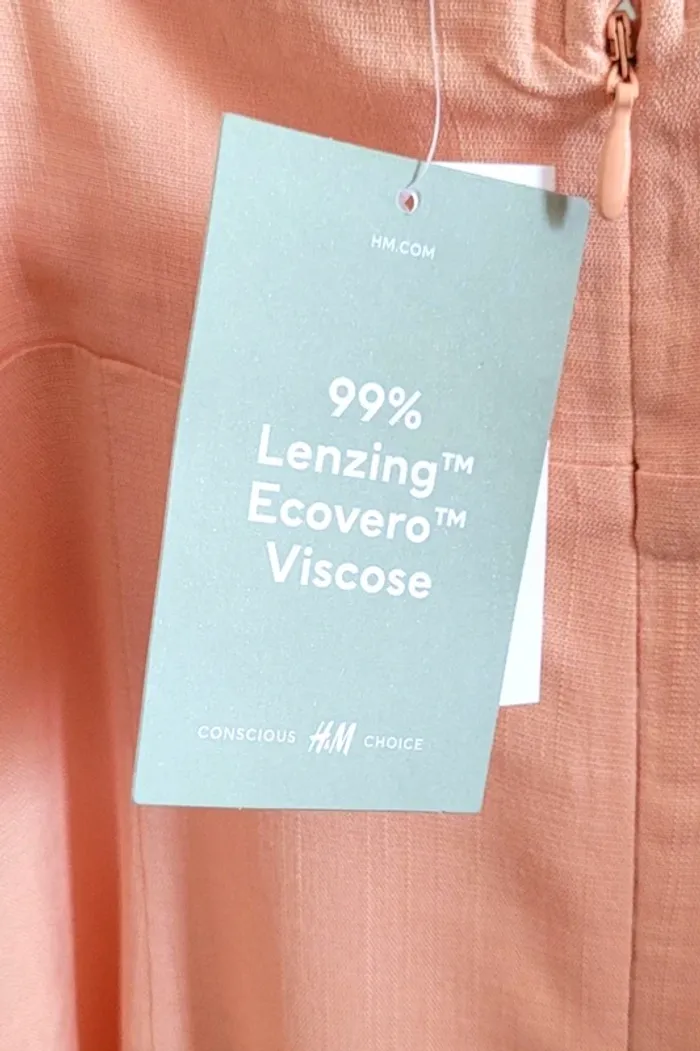 HM.COM
99%
Lenzing™
Ecovero™
Viscose
CONSCIOUS H&M CHOICE